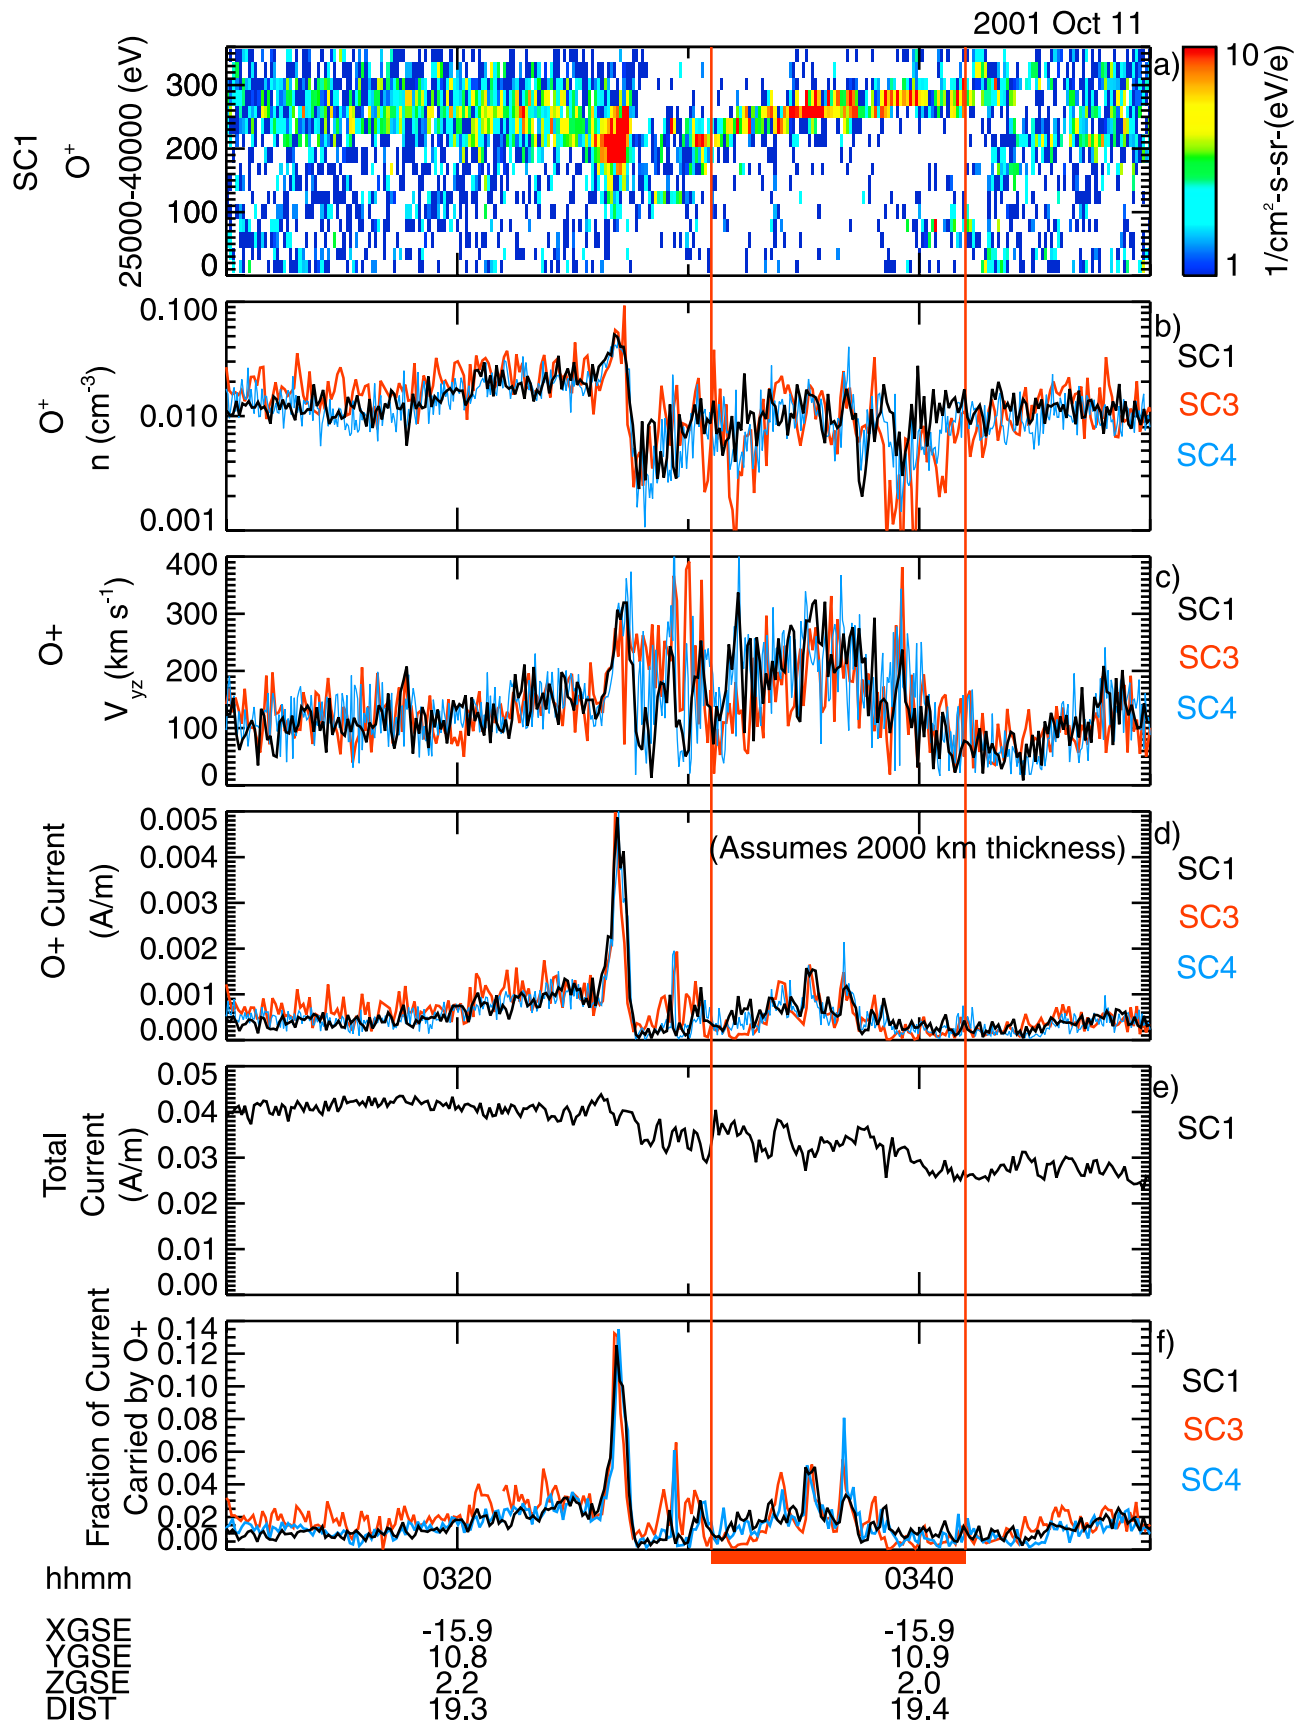 2001 Oct 11
SC1
O+
25000-40000 (eV)
300
200
100
0
a)
10
1
1/cm²-s-sr-(eV/e)
O+
n (cm⁻³)
0.100
0.010
0.001
b)
SC1
SC3
SC4
O+
Vyz(km s⁻¹)
400
300
200
100
0
c)
SC1
SC3
SC4
O+ Current
(A/m)
0.005
0.004
0.003
0.002
0.001
0.000
(Assumes 2000 km thickness)
d)
SC1
SC3
SC4
Total
Current
(A/m)
0.05
0.04
0.03
0.02
0.01
0.00
e)
SC1
Fraction of Current
Carried by O+
0.14
0.12
0.10
0.08
0.06
0.04
0.02
0.00
f)
SC1
SC3
SC4
hhmm 0320 0340
XGSE -15.9 -15.9
YGSE 10.8 10.9
ZGSE 2.2 2.0
DIST 19.3 19.4